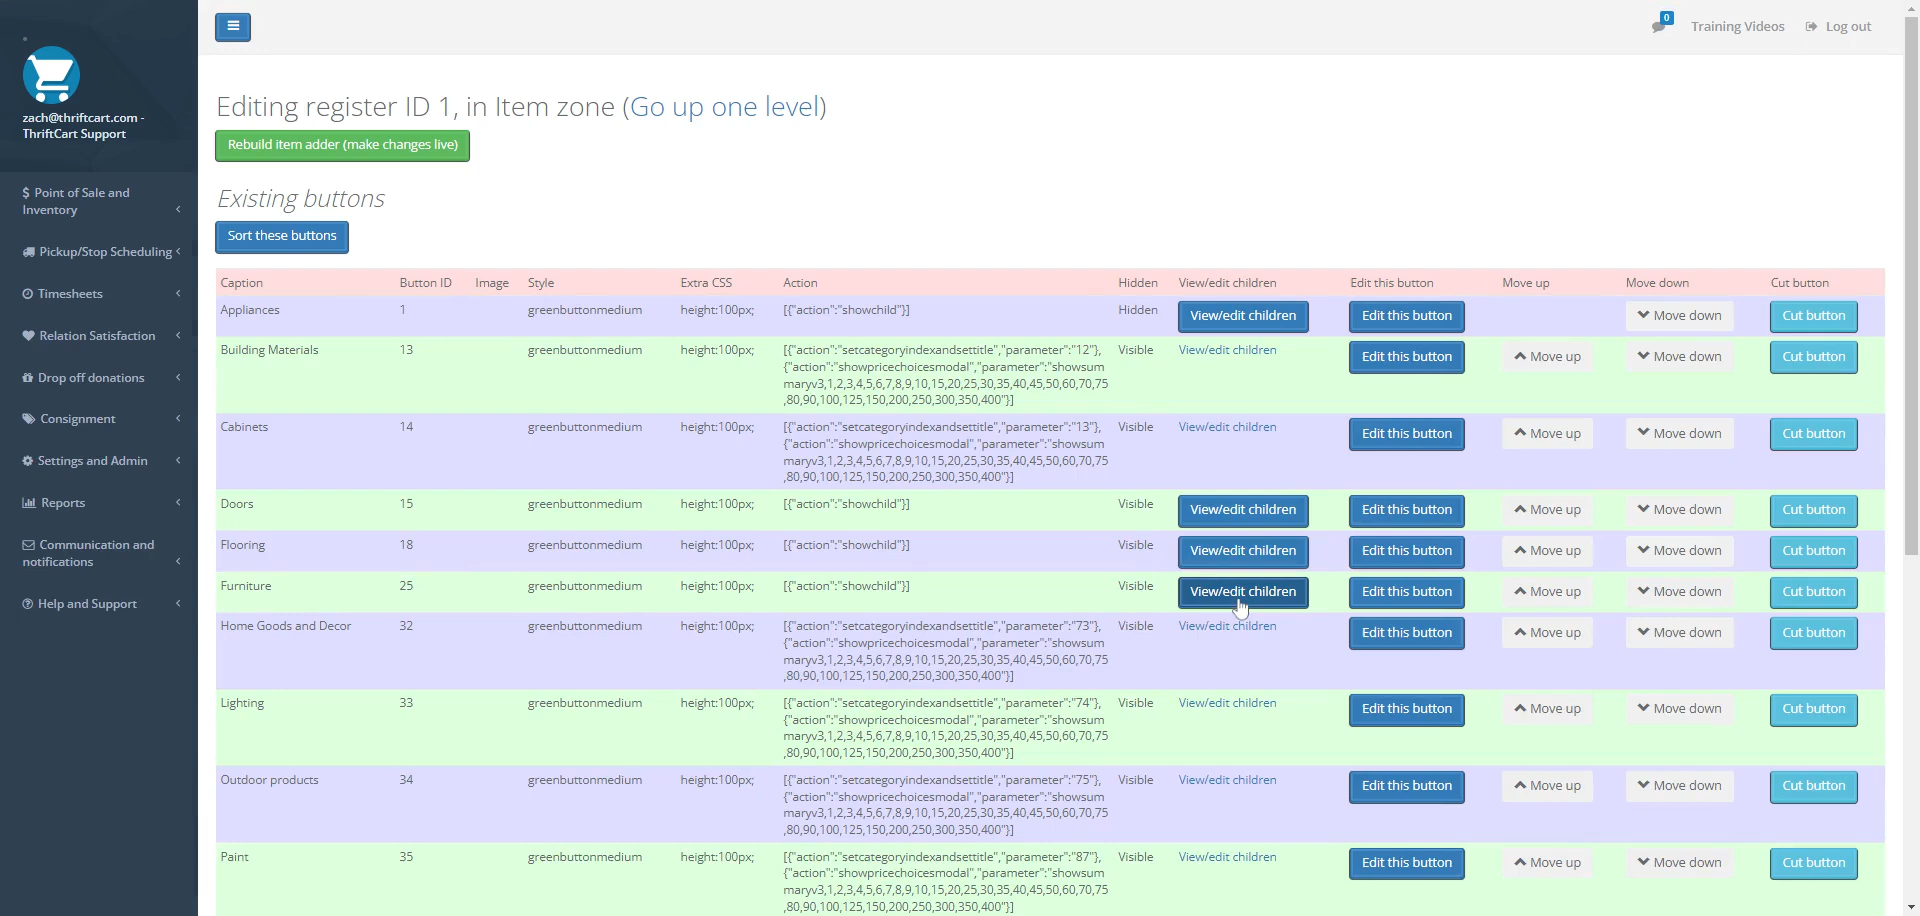 0
Training Videos
Log out
zach@thriftcart.com -
ThriftCart Support
$ Point of Sale and
Inventory
Pickup/Stop Scheduling
Timesheets
Relation Satisfaction
Drop off donations
Consignment
Settings and Admin
Reports
Communication and
notifications
Help and Support
Editing register ID 1, in Item zone (Go up one level)
Rebuild item adder (make changes live)
Existing buttons
Sort these buttons
Caption Button ID Image Style Extra CSS Action Hidden View/edit children Edit this button Move up Move down Cut button
Appliances 1 greenbuttonmedium height:100px; [{"action":"showchild"}] Hidden View/edit children Edit this button Move down Cut button
Building Materials 13 greenbuttonmedium height:100px; [{"action":"setcategoryindexandsettitle","parameter":"12"}, Visible View/edit children Edit this button Move up Move down Cut button
{"action":"showpricechoicesmodal","parameter":"showsum
maryv3,1,2,3,4,5,6,7,8,9,10,15,20,25,30,35,40,45,50,60,70,75
,80,90,100,125,150,200,250,300,350,400"}]
Cabinets 14 greenbuttonmedium height:100px; [{"action":"setcategoryindexandsettitle","parameter":"13"}, Visible View/edit children Edit this button Move up Move down Cut button
{"action":"showpricechoicesmodal","parameter":"showsum
maryv3,1,2,3,4,5,6,7,8,9,10,15,20,25,30,35,40,45,50,60,70,75
,80,90,100,125,150,200,250,300,350,400"}]
Doors 15 greenbuttonmedium height:100px; [{"action":"showchild"}] Visible View/edit children Edit this button Move up Move down Cut button
Flooring 18 greenbuttonmedium height:100px; [{"action":"showchild"}] Visible View/edit children Edit this button Move up Move down Cut button
Furniture 25 greenbuttonmedium height:100px; [{"action":"showchild"}] Visible View/edit children Edit this button Move up Move down Cut button
Home Goods and Decor 32 greenbuttonmedium height:100px; [{"action":"setcategoryindexandsettitle","parameter":"73"}, Visible View/edit children Edit this button Move up Move down Cut button
{"action":"showpricechoicesmodal","parameter":"showsum
maryv3,1,2,3,4,5,6,7,8,9,10,15,20,25,30,35,40,45,50,60,70,75
,80,90,100,125,150,200,250,300,350,400"}]
Lighting 33 greenbuttonmedium height:100px; [{"action":"setcategoryindexandsettitle","parameter":"74"}, Visible View/edit children Edit this button Move up Move down Cut button
{"action":"showpricechoicesmodal","parameter":"showsum
maryv3,1,2,3,4,5,6,7,8,9,10,15,20,25,30,35,40,45,50,60,70,75
,80,90,100,125,150,200,250,300,350,400"}]
Outdoor products 34 greenbuttonmedium height:100px; [{"action":"setcategoryindexandsettitle","parameter":"75"}, Visible View/edit children Edit this button Move up Move down Cut button
{"action":"showpricechoicesmodal","parameter":"showsum
maryv3,1,2,3,4,5,6,7,8,9,10,15,20,25,30,35,40,45,50,60,70,75
,80,90,100,125,150,200,250,300,350,400"}]
Paint 35 greenbuttonmedium height:100px; [{"action":"setcategoryindexandsettitle","parameter":"87"}, Visible View/edit children Edit this button Move up Move down Cut button
{"action":"showpricechoicesmodal","parameter":"showsum
maryv3,1,2,3,4,5,6,7,8,9,10,15,20,25,30,35,40,45,50,60,70,75
,80,90,100,125,150,200,250,300,350,400"}]